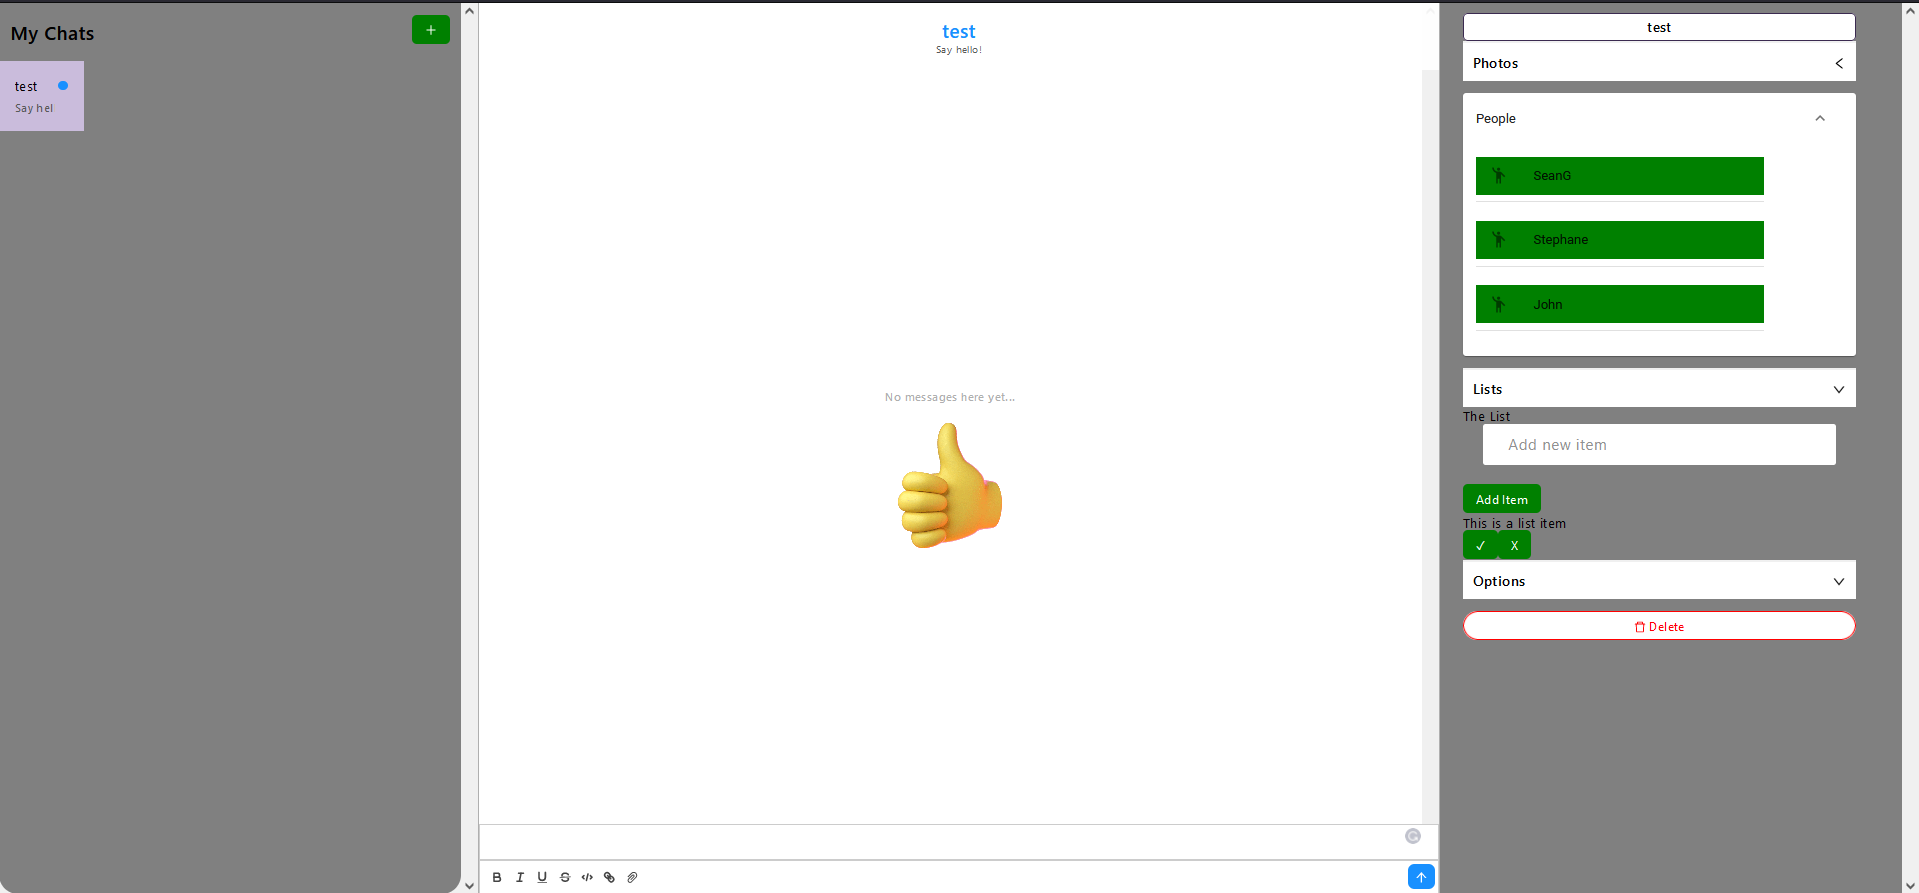 My Chats
+
test
Say hel
test
Say hello!
No messages here yet...
B I U S </>
test
Photos
People
SeanG
Stephane
John
Lists
The List
Add new item
Add Item
This is a list item
✓ X
Options
Delete